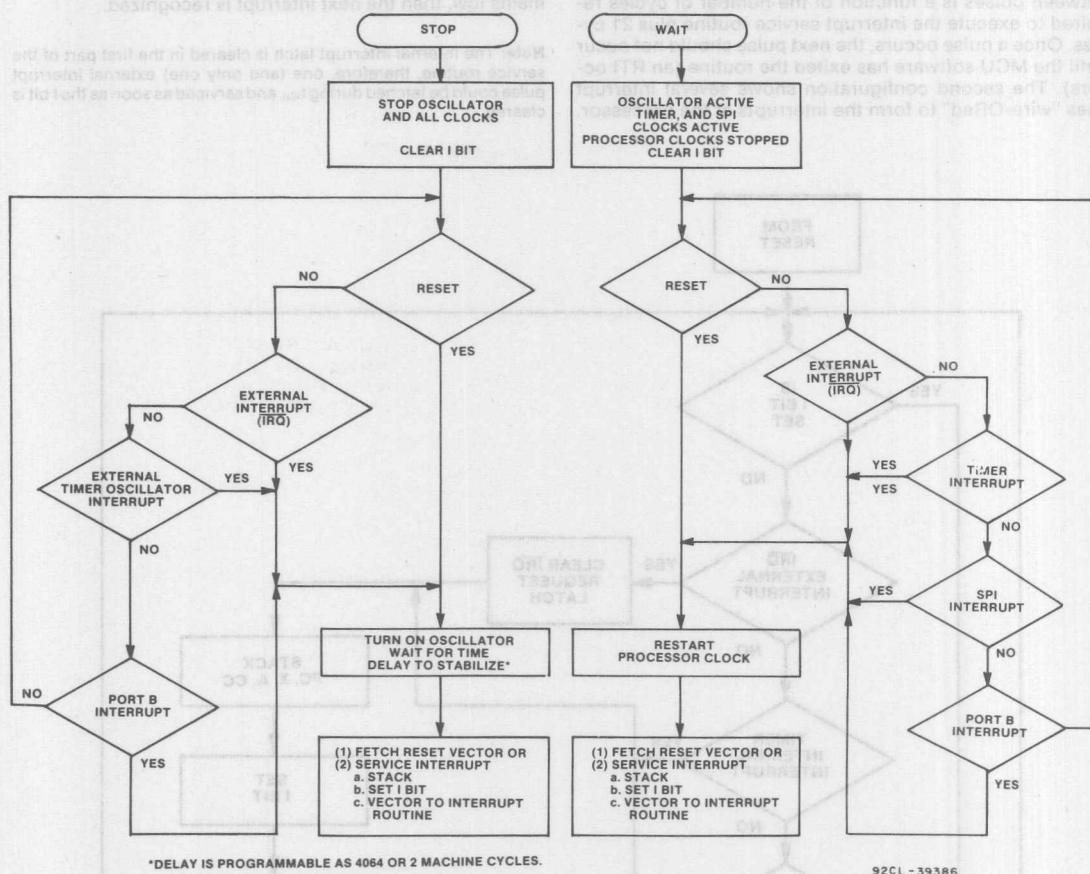 STOP
STOP OSCILLATOR
AND ALL CLOCKS
CLEAR I BIT
RESET
NO
YES
EXTERNAL
INTERRUPT
(IRQ)
NO
YES
EXTERNAL
TIMER OSCILLATOR
INTERRUPT
YES
NO
PORT B
INTERRUPT
NO
YES
TURN ON OSCILLATOR
WAIT FOR TIME
DELAY TO STABILIZE*
(1) FETCH RESET VECTOR OR
(2) SERVICE INTERRUPT
a. STACK
b. SET I BIT
c. VECTOR TO INTERRUPT
ROUTINE
*DELAY IS PROGRAMMABLE AS 4064 OR 2 MACHINE CYCLES.
WAIT
OSCILLATOR ACTIVE
TIMER, AND SPI
CLOCKS ACTIVE
PROCESSOR CLOCKS STOPPED
CLEAR I BIT
RESET
NO
YES
EXTERNAL
INTERRUPT
(IRQ)
NO
YES
TIMER
INTERRUPT
YES
NO
SPI
INTERRUPT
YES
NO
PORT B
INTERRUPT
YES
RESTART
PROCESSOR CLOCK
(1) FETCH RESET VECTOR OR
(2) SERVICE INTERRUPT
a. STACK
b. SET I BIT
c. VECTOR TO INTERRUPT
ROUTINE
92CL-39386